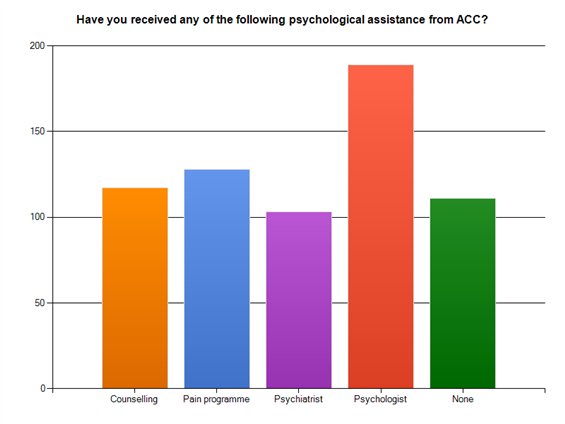 Have you received any of the following psychological assistance from ACC?
200
150
100
50
0
Counselling Pain programme Psychiatrist Psychologist None